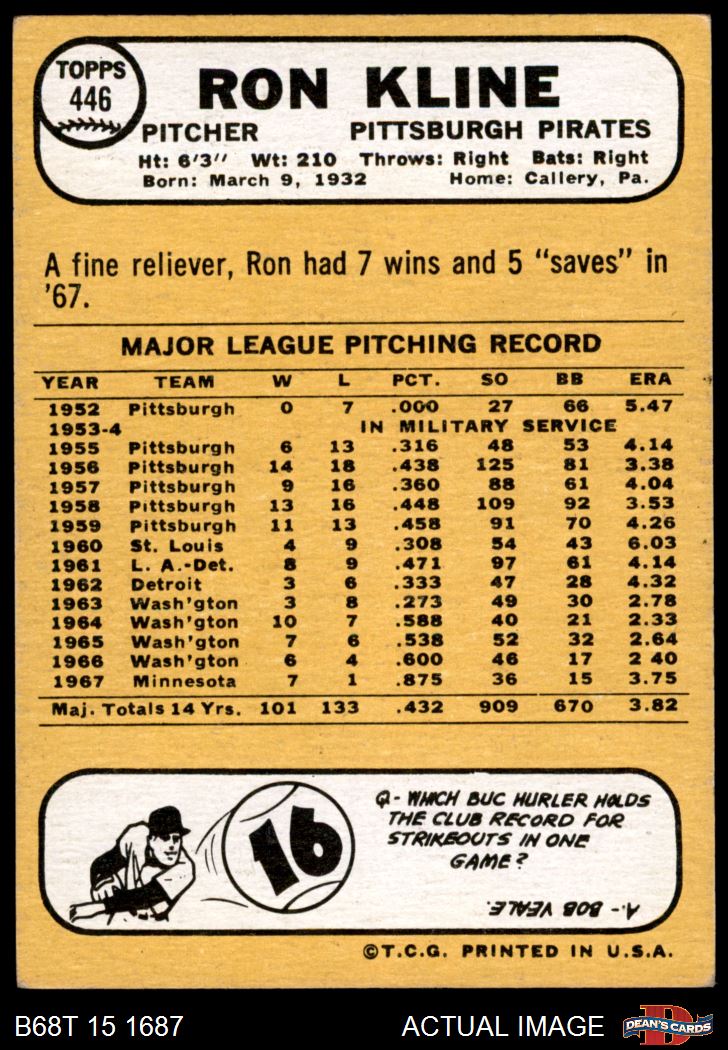 TOPPS
446
RON KLINE
PITCHER PITTSBURGH PIRATES
Ht: 6'3" Wt: 210 Throws: Right Bats: Right
Born: March 9, 1932 Home: Callery, Pa.
A fine reliever, Ron had 7 wins and 5 "saves" in
'67.
MAJOR LEAGUE PITCHING RECORD
YEAR TEAM W L PCT. SO BB ERA
1952 Pittsburgh 0 7 .000 27 66 5.47
1953-4 IN MILITARY SERVICE
1955 Pittsburgh 6 13 .316 48 53 4.14
1956 Pittsburgh 14 18 .438 125 81 3.38
1957 Pittsburgh 9 16 .360 88 61 4.04
1958 Pittsburgh 13 16 .448 109 92 3.53
1959 Pittsburgh 11 13 .458 91 70 4.26
1960 St. Louis 4 9 .308 54 43 6.03
1961 L. A.-Det. 8 9 .471 97 61 4.14
1962 Detroit 3 6 .333 47 28 4.32
1963 Wash'gton 3 8 .273 49 30 2.78
1964 Wash'gton 10 7 .588 40 21 2.33
1965 Wash'gton 7 6 .538 52 32 2.64
1966 Wash'gton 6 4 .600 46 17 2 40
1967 Minnesota 7 1 .875 36 15 3.75
Maj. Totals 14 Yrs. 101 133 .432 909 670 3.82
16
Q- WHICH BUC HURLER HOLDS
THE CLUB RECORD FOR
STRIKEOUTS IN ONE
GAME?
A.- BOB VEALE.
©T.C.G. PRINTED IN U.S.A.
B68T 15 1687 ACTUAL IMAGE
D
DEAN'S CARDS